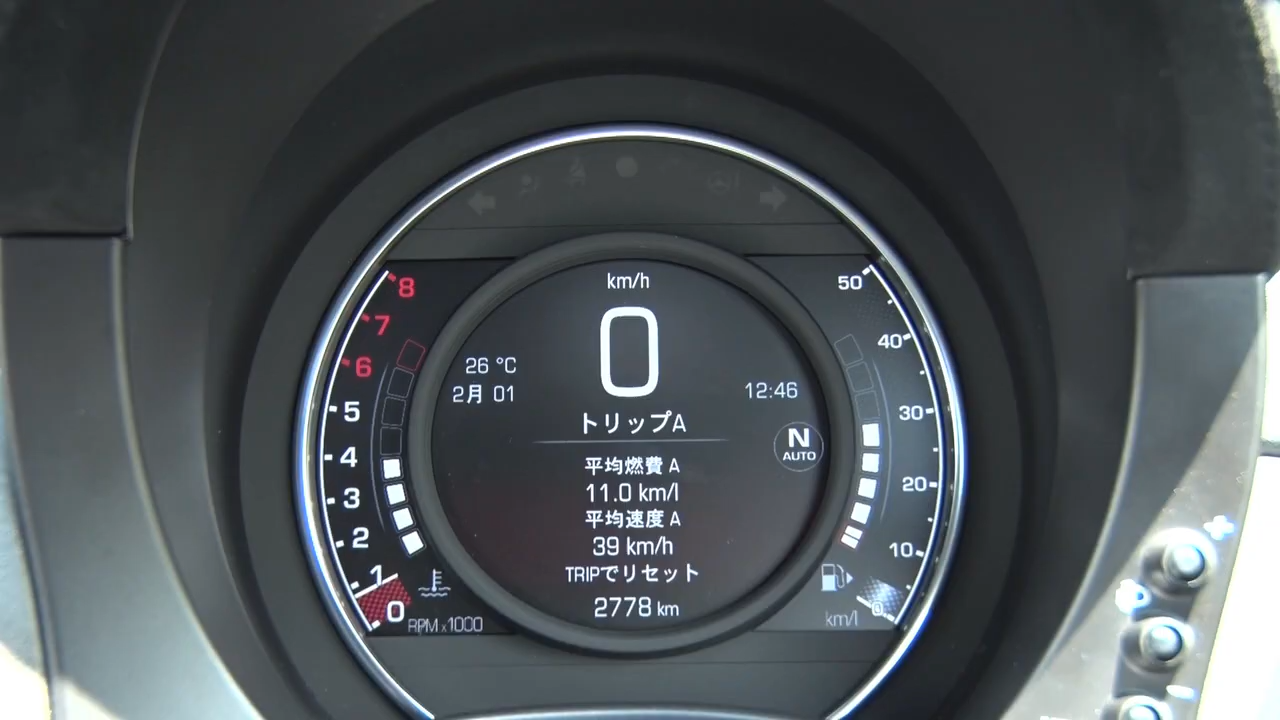 km/h
0
26 °C
2月 01
12:46
トリップA
N
AUTO
平均燃費 A
11.0 km/l
平均速度 A
39 km/h
TRIPでリセット
2778 km
8
7
6
5
4
3
2
1
0
RPM x1000
50
40
30
20
10
0
km/l